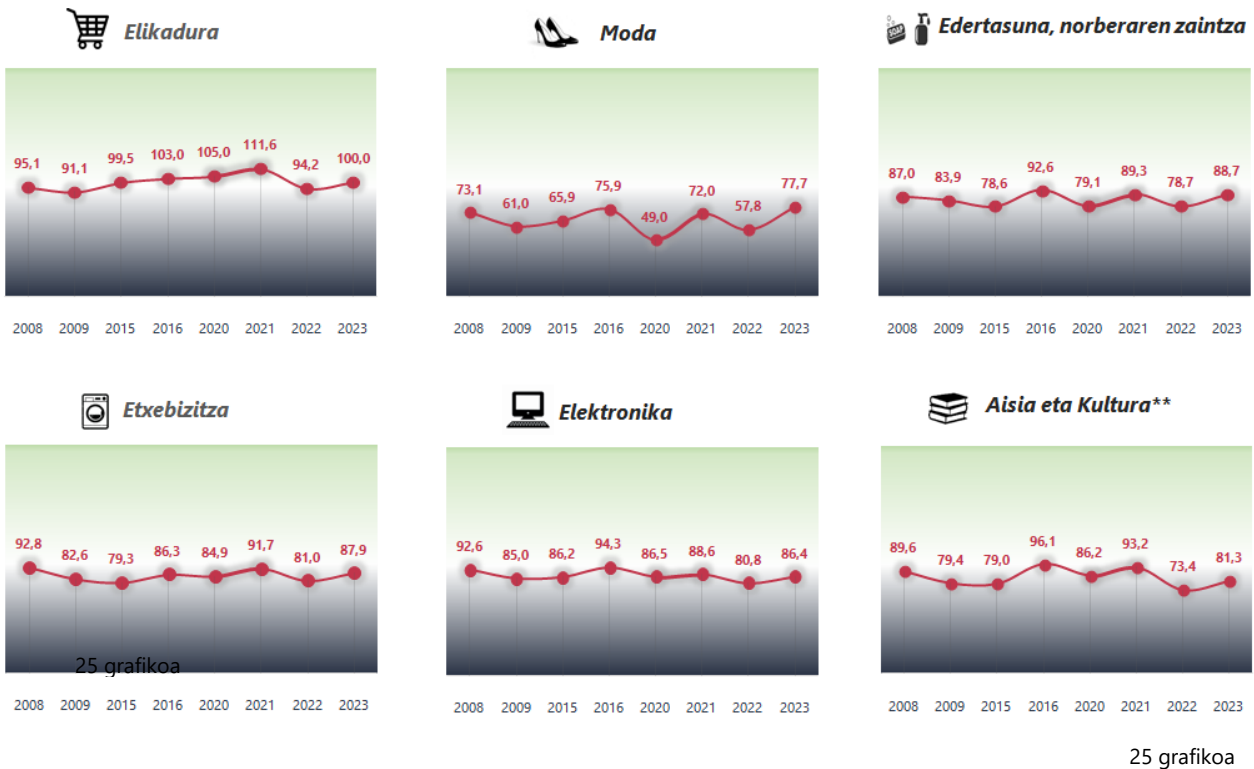 Elikadura
Moda
SOAP
Edertasuna, norberaren zaintza
95,1 91,1 99,5 103,0 105,0 111,6 94,2 100,0
2008 2009 2015 2016 2020 2021 2022 2023
73,1 61,0 65,9 75,9 49,0 72,0 57,8 77,7
2008 2009 2015 2016 2020 2021 2022 2023
87,0 83,9 78,6 92,6 79,1 89,3 78,7 88,7
2008 2009 2015 2016 2020 2021 2022 2023
Etxebizitza
Elektronika
Aisia eta Kultura**
92,8 82,6 79,3 86,3 84,9 91,7 81,0 87,9
25 grafikoa
2008 2009 2015 2016 2020 2021 2022 2023
92,6 85,0 86,2 94,3 86,5 88,6 80,8 86,4
2008 2009 2015 2016 2020 2021 2022 2023
89,6 79,4 79,0 96,1 86,2 93,2 73,4 81,3
2008 2009 2015 2016 2020 2021 2022 2023
25 grafikoa